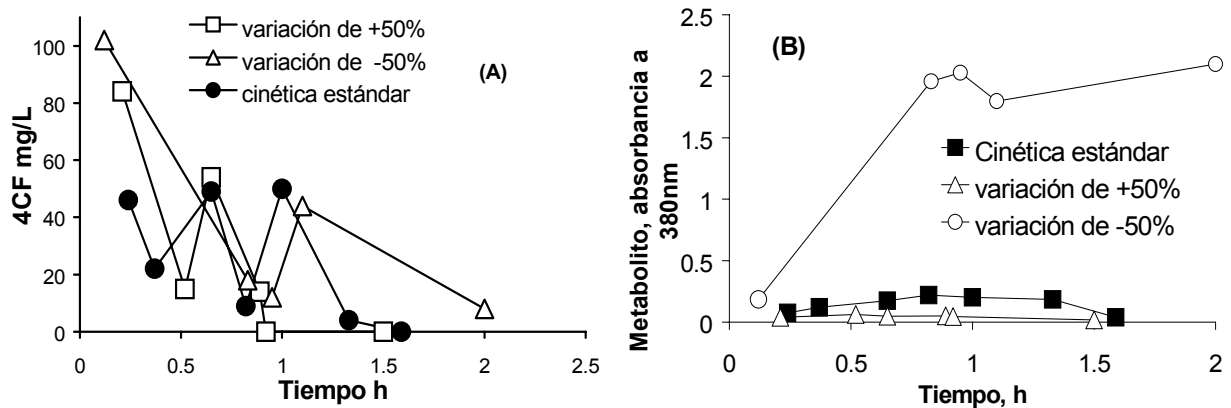 variación de +50%
variación de -50%
cinética estándar
(A)
4CF mg/L
100
80
60
40
20
0
0
0.5
1
1.5
2
2.5
Tiempo h
(B)
Metabolito, absorbancia a
380nm
2.5
2
1.5
1
0.5
0
Cinética estándar
variación de +50%
variación de -50%
0
0.5
1
1.5
2
Tiempo, h